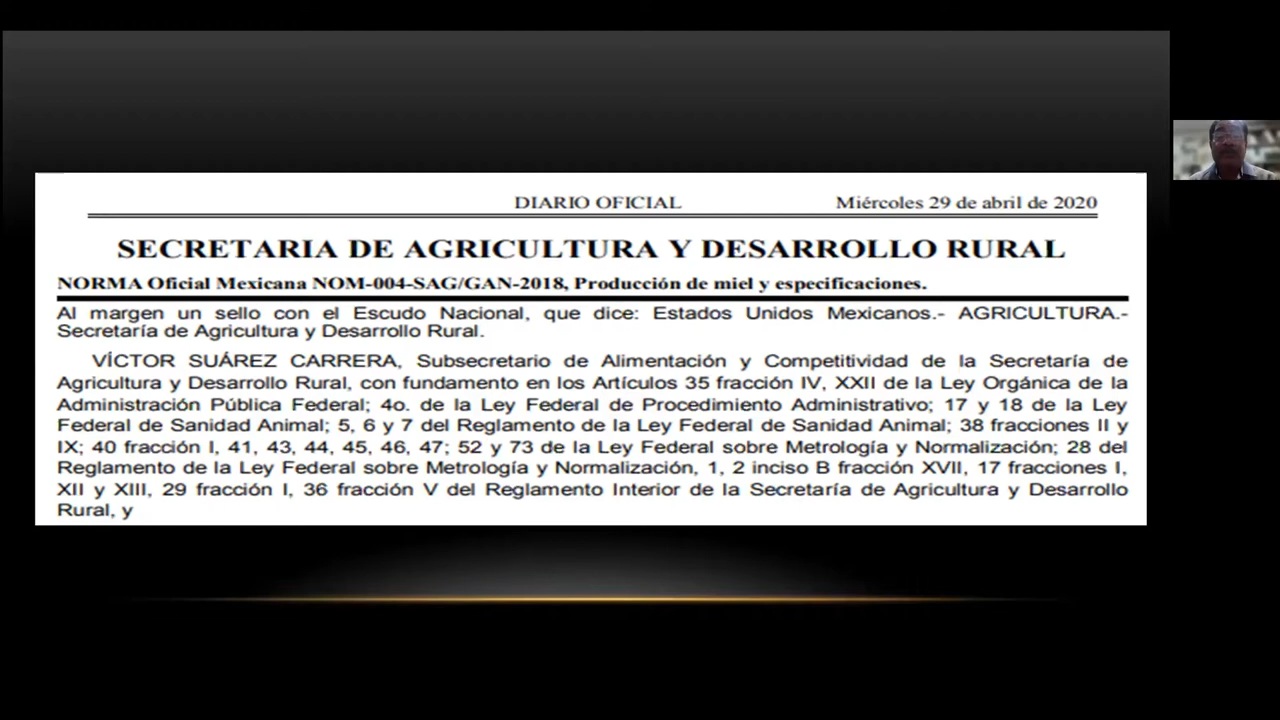 DIARIO OFICIAL Miércoles 29 de abril de 2020
SECRETARIA DE AGRICULTURA Y DESARROLLO RURAL
NORMA Oficial Mexicana NOM-004-SAG/GAN-2018, Producción de miel y especificaciones.
Al margen un sello con el Escudo Nacional, que dice: Estados Unidos Mexicanos.- AGRICULTURA.-
Secretaría de Agricultura y Desarrollo Rural.
VÍCTOR SUÁREZ CARRERA, Subsecretario de Alimentación y Competitividad de la Secretaría de
Agricultura y Desarrollo Rural, con fundamento en los Artículos 35 fracción IV, XXII de la Ley Orgánica de la
Administración Pública Federal; 4o. de la Ley Federal de Procedimiento Administrativo; 17 y 18 de la Ley
Federal de Sanidad Animal; 5, 6 y 7 del Reglamento de la Ley Federal de Sanidad Animal; 38 fracciones II y
IX; 40 fracción I, 41, 43, 44, 45, 46, 47; 52 y 73 de la Ley Federal sobre Metrología y Normalización; 28 del
Reglamento de la Ley Federal sobre Metrología y Normalización, 1, 2 inciso B fracción XVII, 17 fracciones I,
XII y XIII, 29 fracción I, 36 fracción V del Reglamento Interior de la Secretaría de Agricultura y Desarrollo
Rural, y